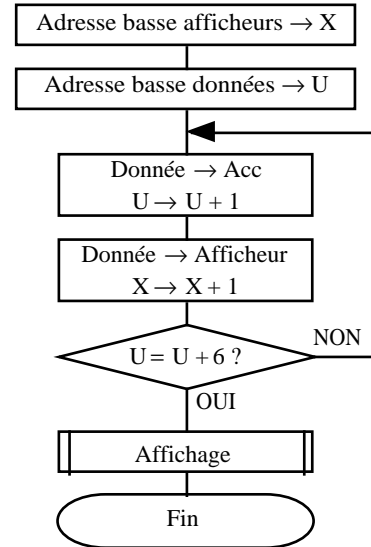 Adresse basse afficheurs → X
Adresse basse données → U
Donnée → Acc
U → U + 1
Donnée → Afficheur
X → X + 1
U = U + 6 ?
NON
OUI
Affichage
Fin